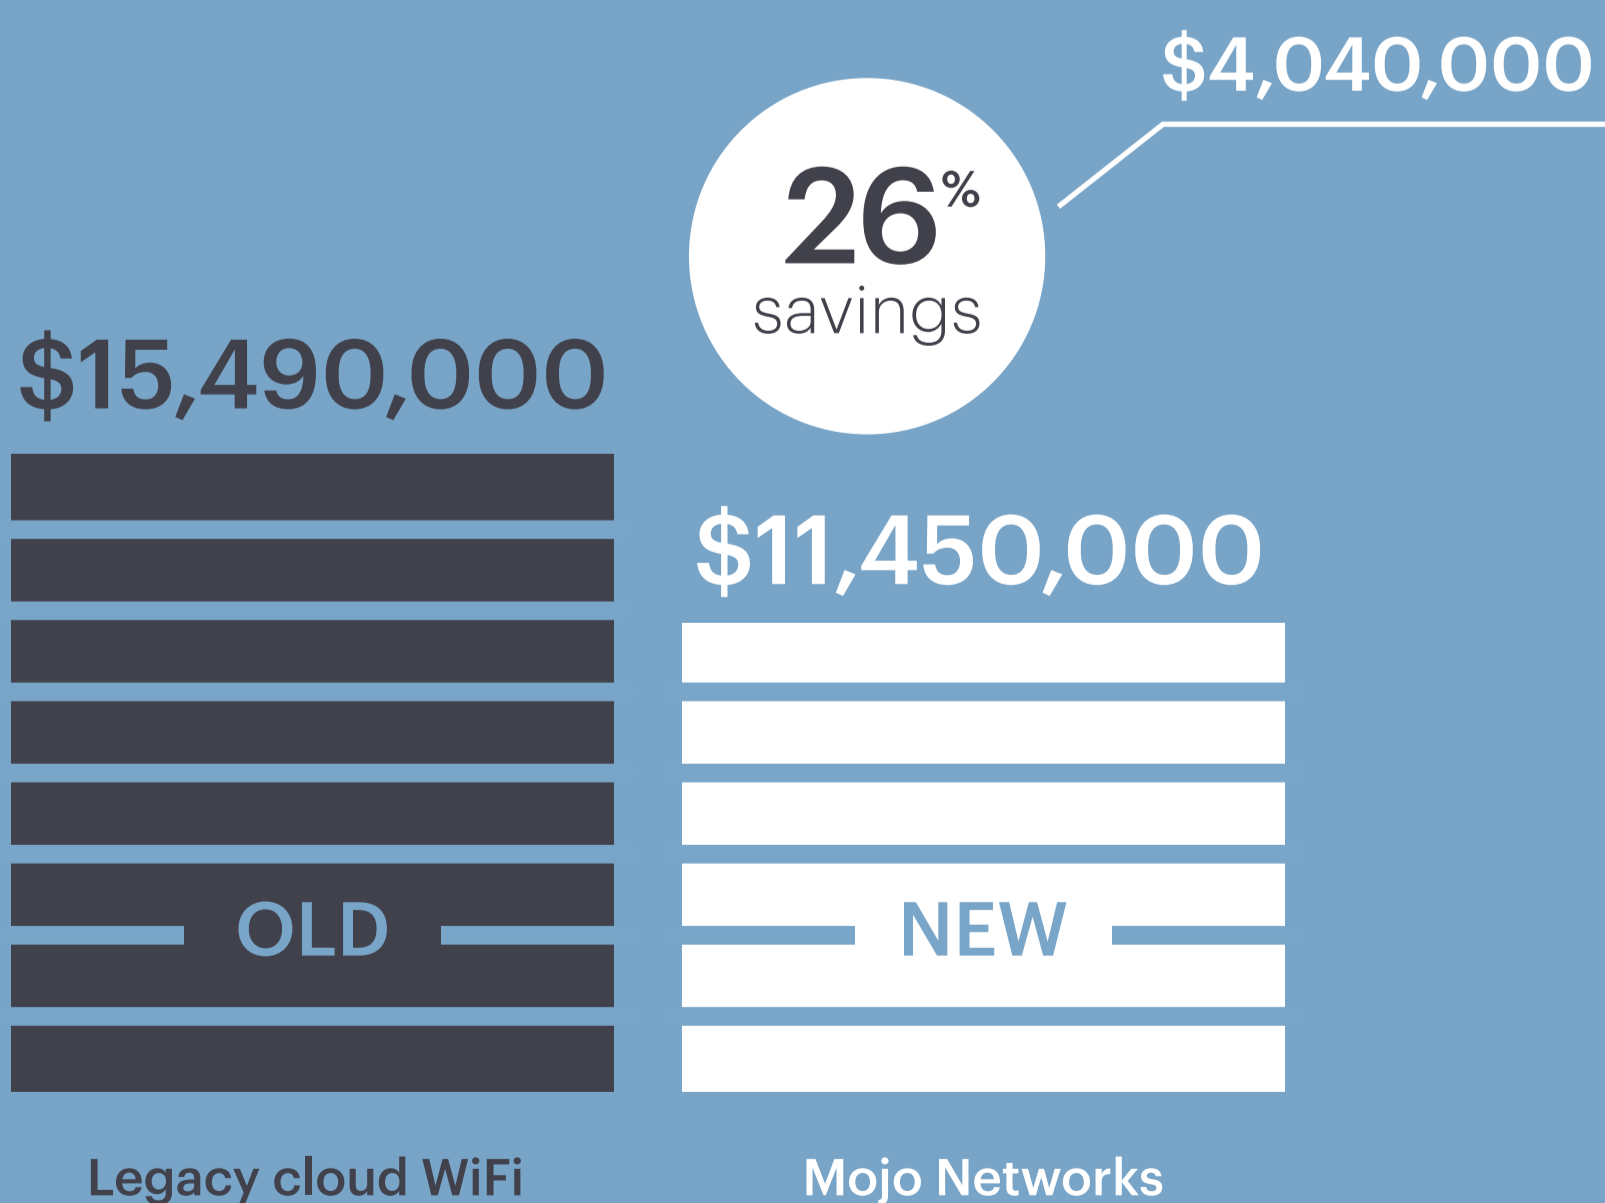 $4,040,000
26%
savings
$15,490,000
$11,450,000
OLD
NEW
Legacy cloud WiFi
Mojo Networks